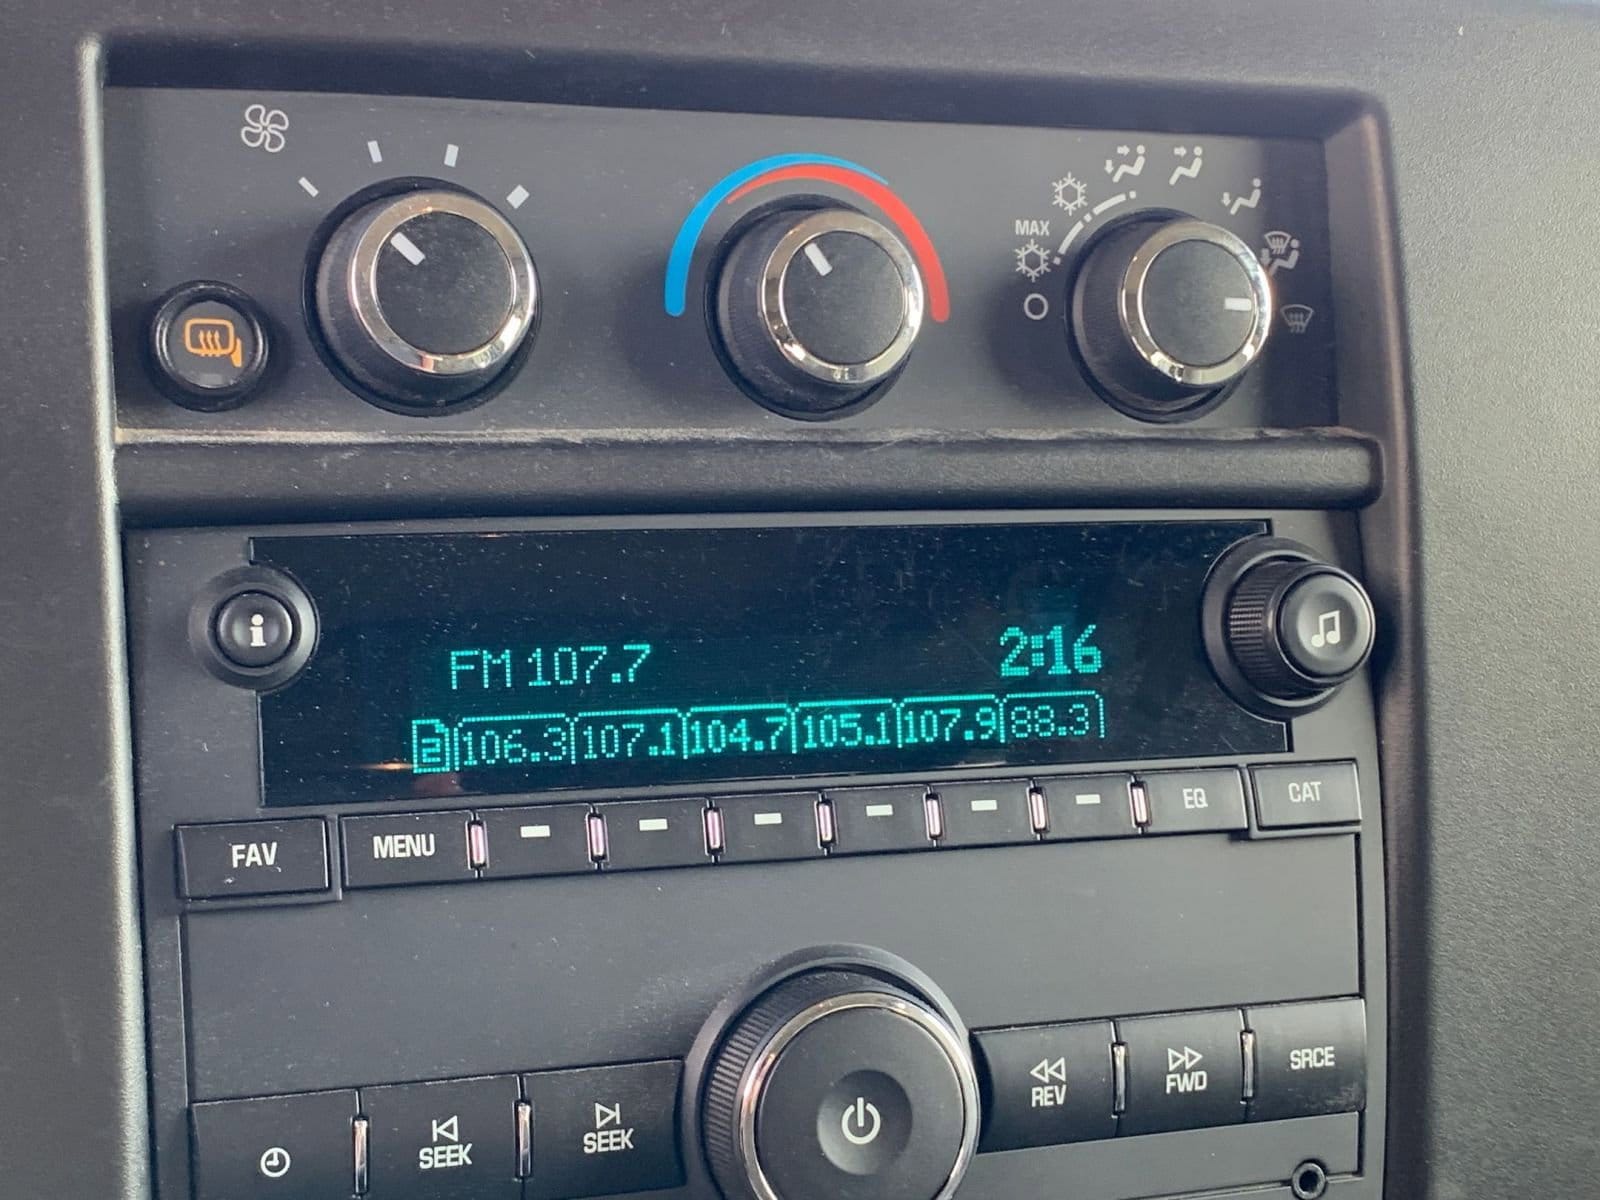 MAX
i
FM 107.7 2:16
2 106.3 107.1 104.7 105.1 107.9 88.3
FAV MENU EQ CAT
SEEK SEEK REV FWD SRCE